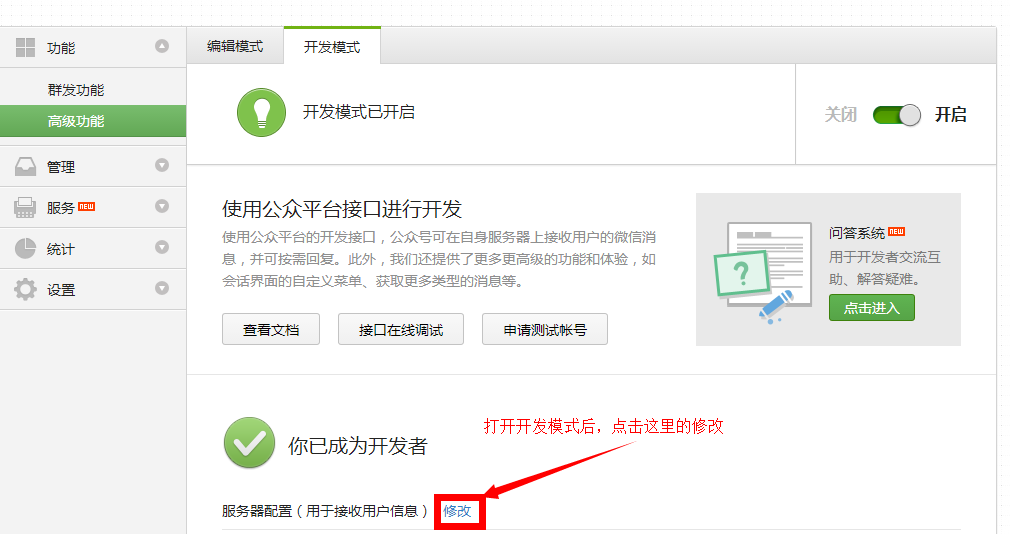 功能
编辑模式
开发模式
群发功能
高级功能
开发模式已开启
关闭
开启
管理
服务 NEW
统计
设置
使用公众平台接口进行开发
使用公众平台的开发接口，公众号可在自身服务器上接收用户的微信消
息，并可按需回复。此外，我们还提供了更多更高级的功能和体验，如
会话界面的自定义菜单、获取更多类型的消息等。
查看文档
接口在线调试
申请测试帐号
?
问答系统 NEW
用于开发者交流互
助、解答疑难。
点击进入
打开开发模式后，点击这里的修改
你已成为开发者
服务器配置（用于接收用户信息） 修改